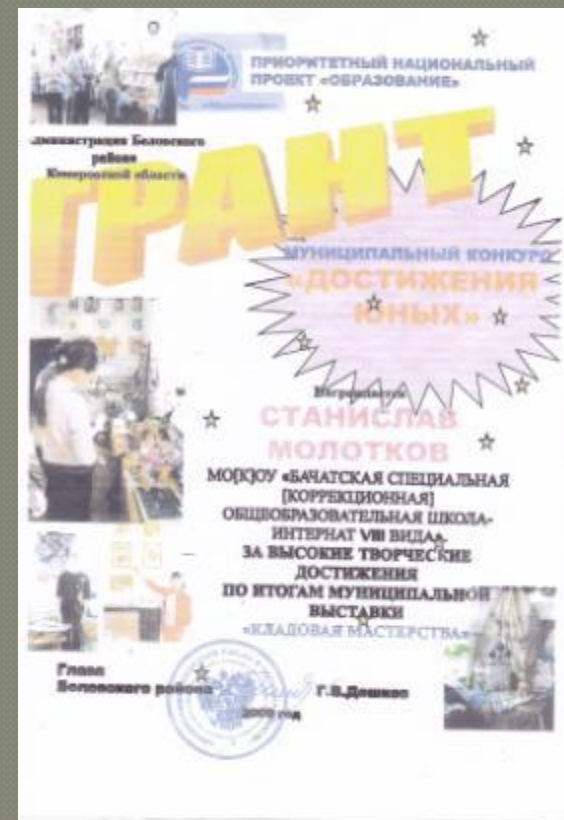 ПРИОРИТЕТНЫЙ НАЦИОНАЛЬНЫЙ
ПРОЕКТ «ОБРАЗОВАНИЕ»
дминистрация Беловского
района
Кемеровской области
ГРАНТ
МУНИЦИПАЛЬНЫЙ КОНКУРС
«ДОСТИЖЕНИЯ
ЮНЫХ»
Награждается
СТАНИСЛАВ
МОЛОТКОВ
МО[К]ОУ «БАЧАТСКАЯ СПЕЦИАЛЬНАЯ
[КОРРЕКЦИОННАЯ]
ОБЩЕОБРАЗОВАТЕЛЬНАЯ ШКОЛА-
ИНТЕРНАТ VIII ВИДА»
ЗА ВЫСОКИЕ ТВОРЧЕСКИЕ
ДОСТИЖЕНИЯ
ПО ИТОГАМ МУНИЦИПАЛЬНОЙ
ВЫСТАВКИ
«КЛАДОВАЯ МАСТЕРСТВА»
Глава
Беловского района
Г.В.Дошков
год